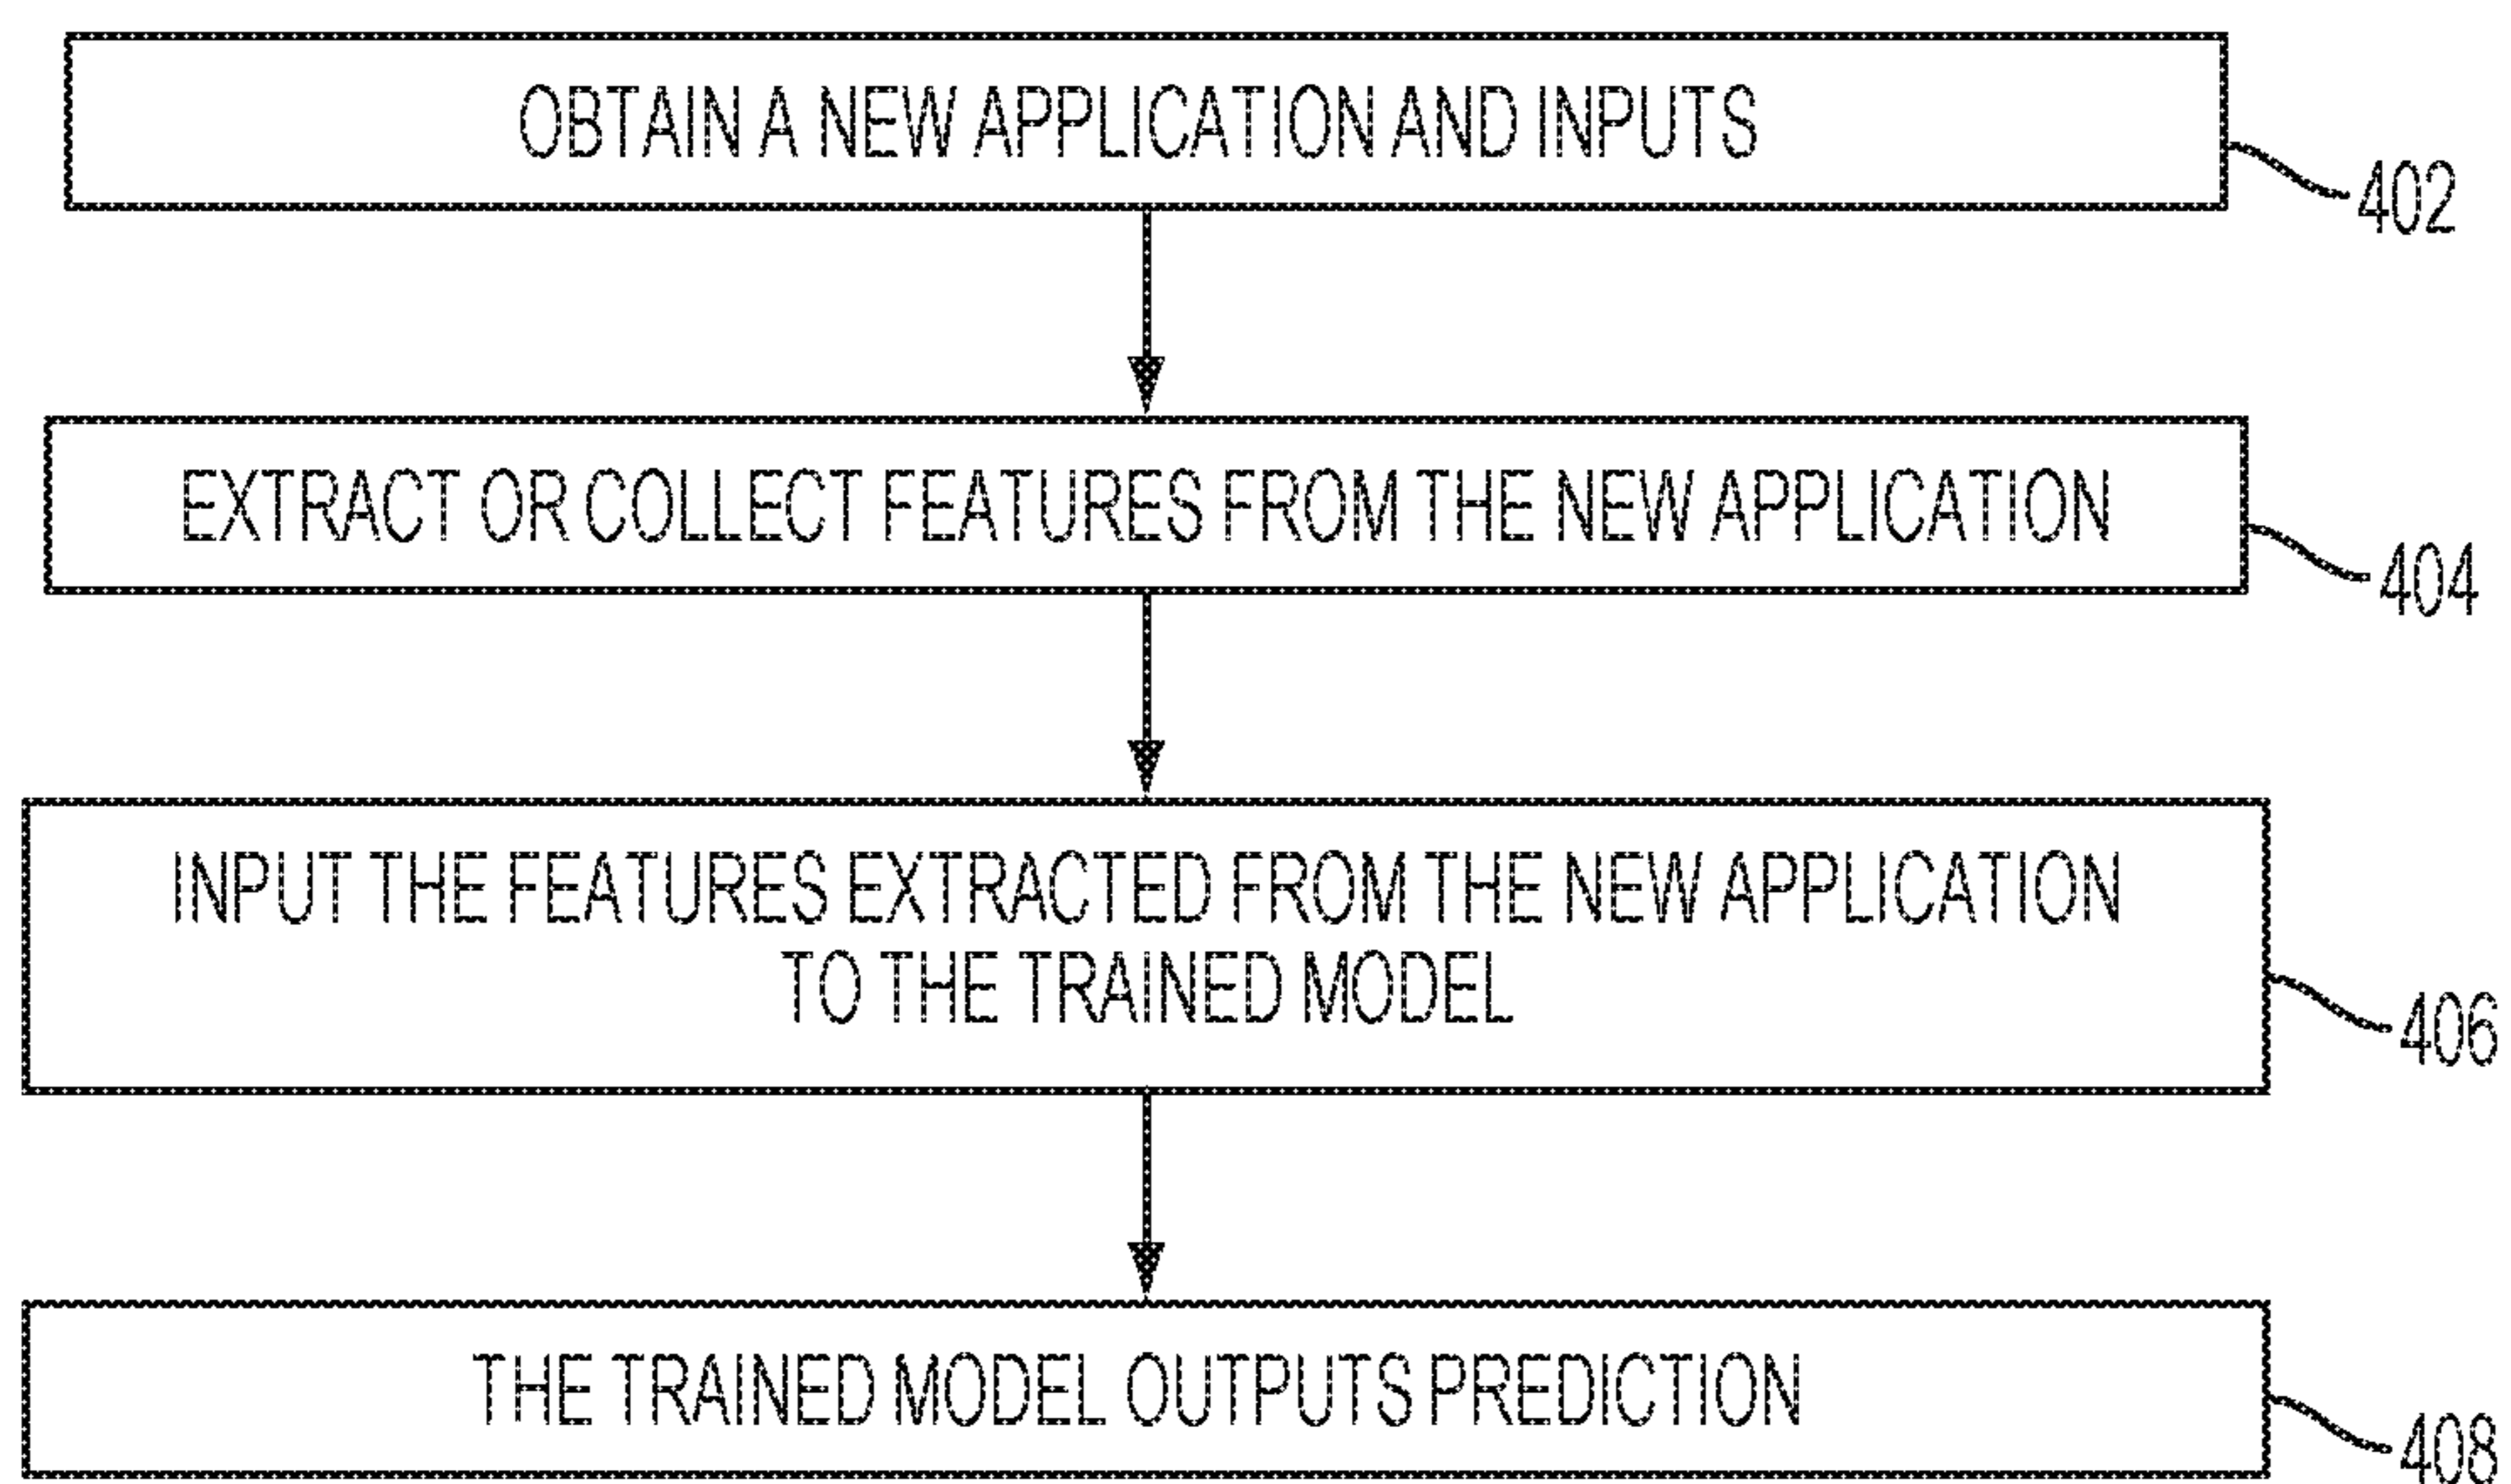 OBTAIN A NEW APPLICATION AND INPUTS
402
EXTRACT OR COLLECT FEATURES FROM THE NEW APPLICATION
404
INPUT THE FEATURES EXTRACTED FROM THE NEW APPLICATION
TO THE TRAINED MODEL
406
THE TRAINED MODEL OUTPUTS PREDICTION
408